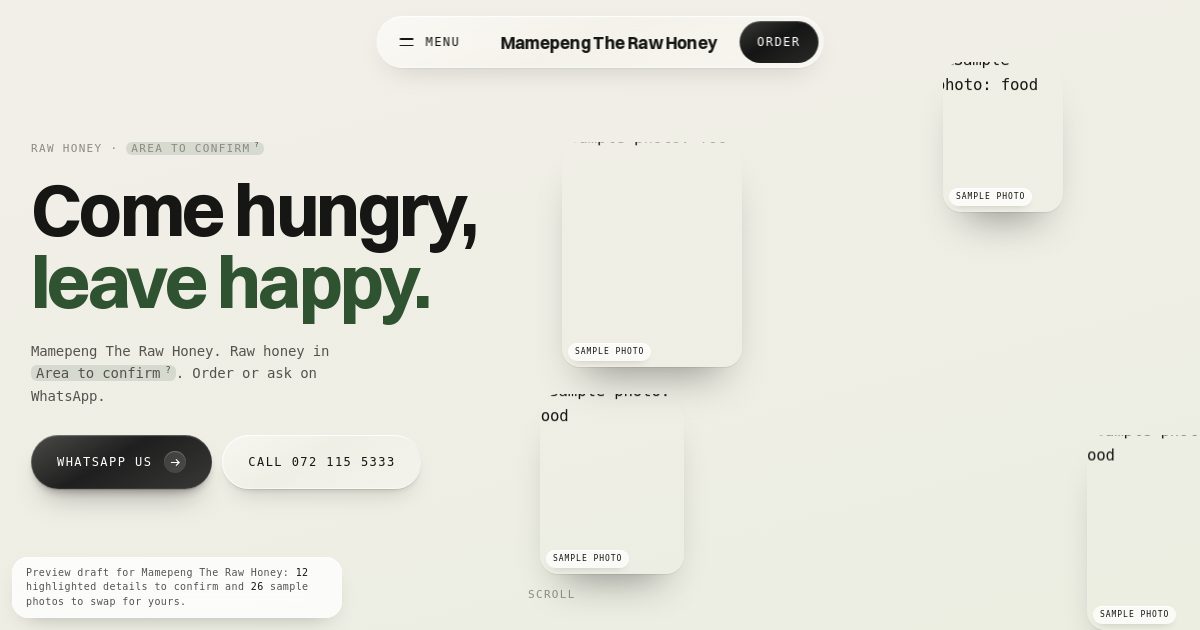 MENU
Mamepeng The Raw Honey
ORDER
photo: food
SAMPLE PHOTO
RAW HONEY · AREA TO CONFIRM ?
Come hungry,
leave happy.
Mamepeng The Raw Honey. Raw honey in
Area to confirm ?. Order or ask on
WhatsApp.
WHATSAPP US →
CALL 072 115 5333
SAMPLE PHOTO
ood
SAMPLE PHOTO
SCROLL
ood
SAMPLE PHOTO
Preview draft for Mamepeng The Raw Honey: 12
highlighted details to confirm and 26 sample
photos to swap for yours.